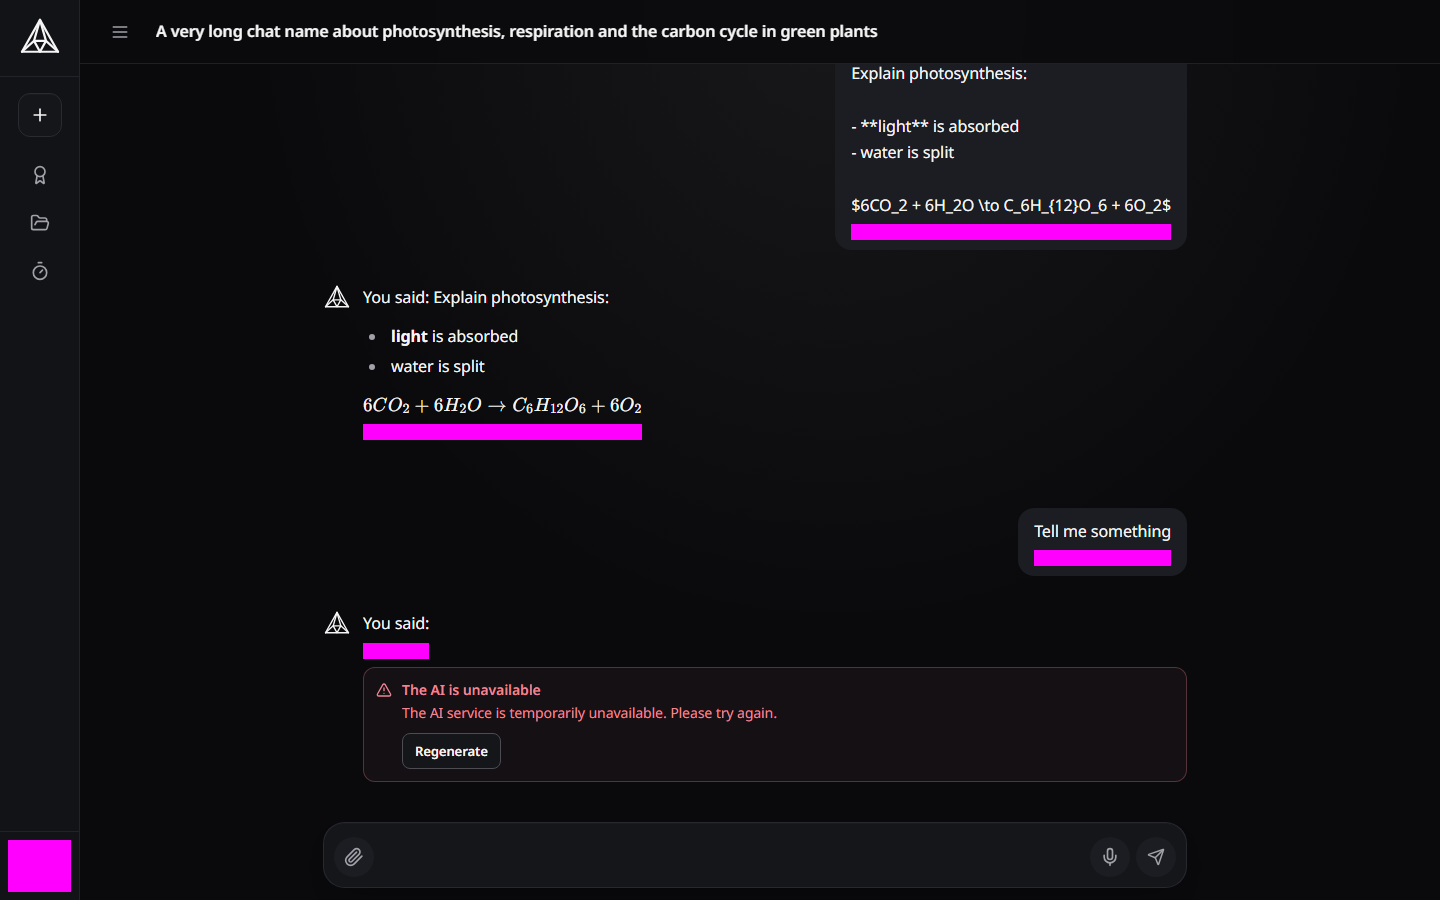 A very long chat name about photosynthesis, respiration and the carbon cycle in green plants
Explain photosynthesis:
- **light** is absorbed
- water is split
$6CO_2 + 6H_2O \to C_6H_{12}O_6 + 6O_2$
You said: Explain photosynthesis:
• light is absorbed
• water is split
6CO₂ + 6H₂O → C₆H₁₂O₆ + 6O₂
Tell me something
You said:
The AI is unavailable
The AI service is temporarily unavailable. Please try again.
Regenerate